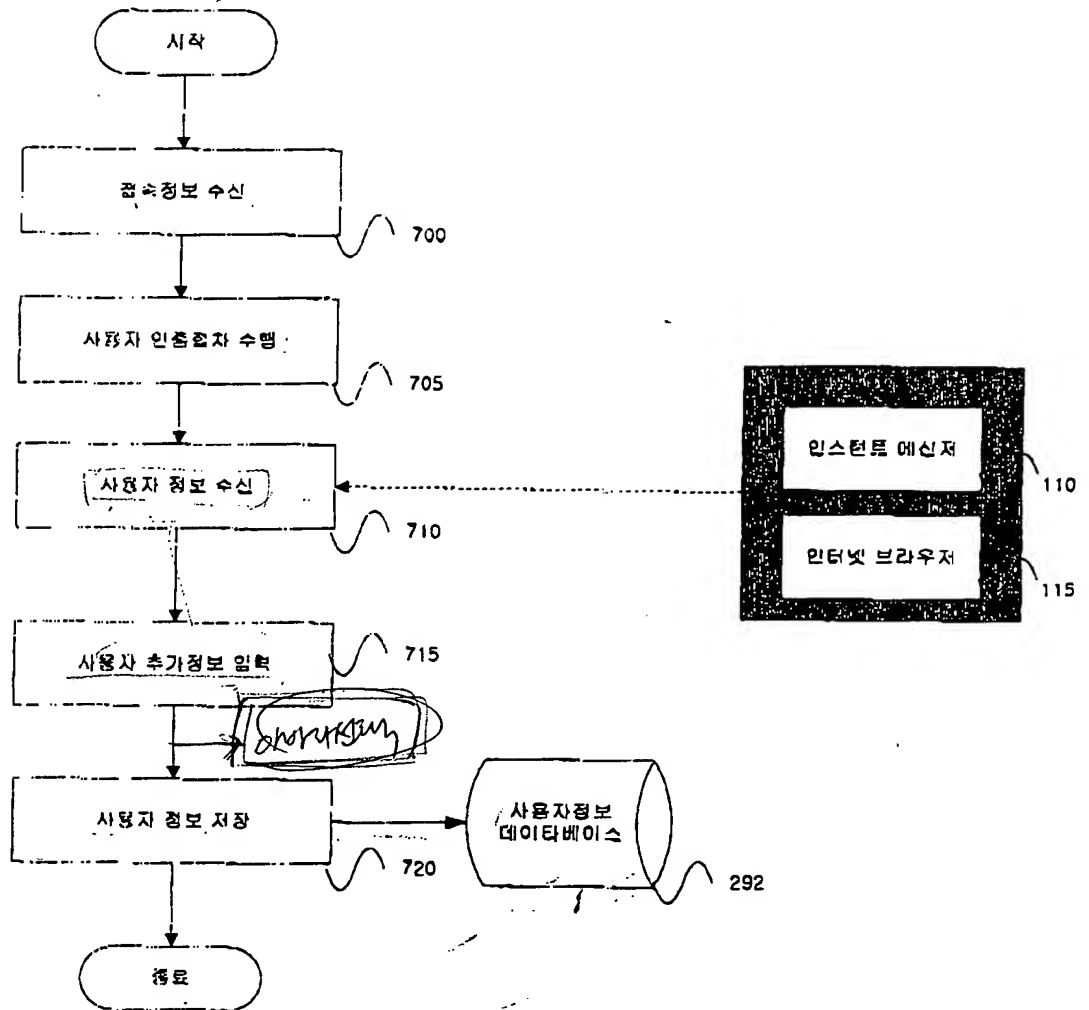 시작
접속정보 수신
700
사용자 인증절차 수행
705
사용자 정보 수신
710
인스턴트 메신저
110
인터넷 브라우저
115
사용자 추가정보 입력
715
사용자 정보 저장
720
사용자정보
데이타베이스
292
종료